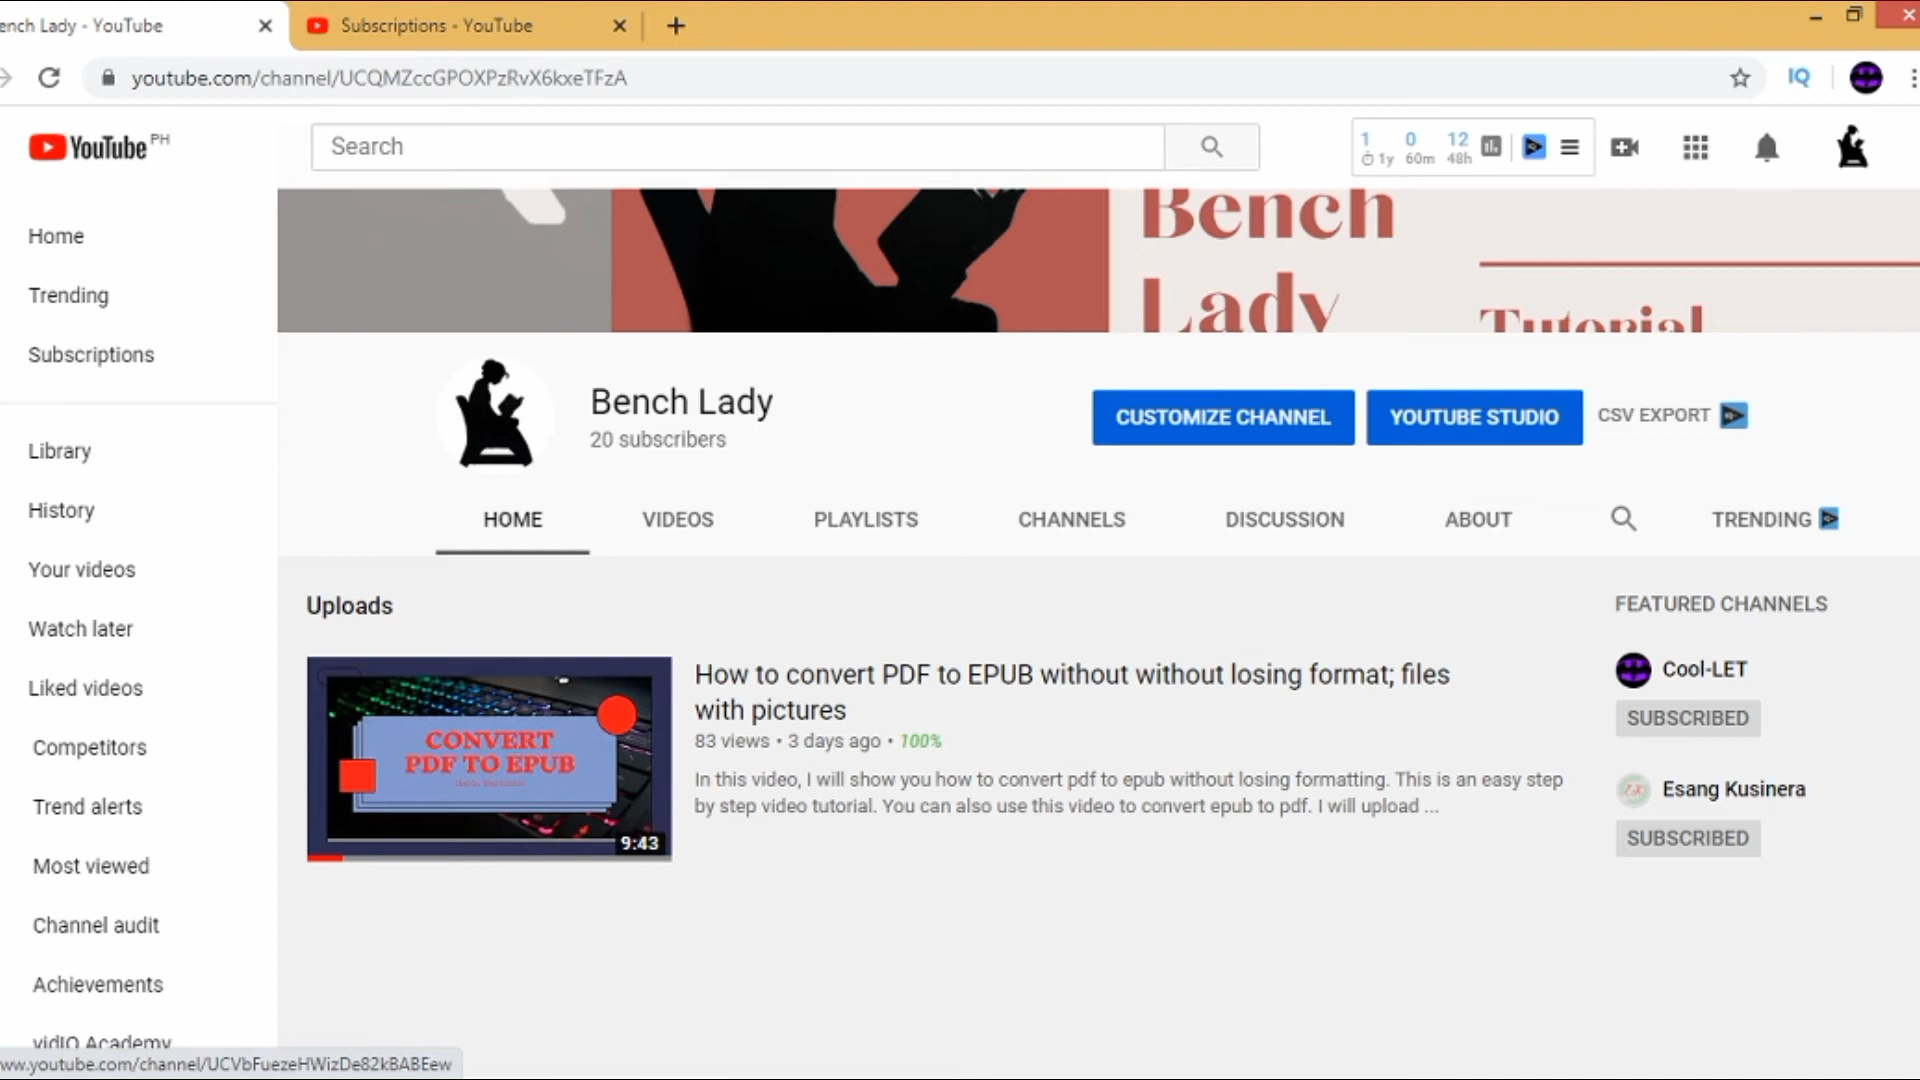 ench Lady - YouTube
Subscriptions - YouTube
youtube.com/channel/UCQMZccGPOXPzRvX6kxeTFzA
IQ
YouTube PH
Search
1 0 12
1y 60m 48h
Bench
Lady
Tutorial
Home
Trending
Subscriptions
Library
History
Your videos
Watch later
Liked videos
Competitors
Trend alerts
Most viewed
Channel audit
Achievements
vidIQ Academy
Bench Lady
20 subscribers
CUSTOMIZE CHANNEL
YOUTUBE STUDIO
CSV EXPORT
HOME VIDEOS PLAYLISTS CHANNELS DISCUSSION ABOUT TRENDING
Uploads
CONVERT
PDF TO EPUB
9:43
How to convert PDF to EPUB without without losing format; files
with pictures
83 views • 3 days ago • 100%
In this video, I will show you how to convert pdf to epub without losing formatting. This is an easy step
by step video tutorial. You can also use this video to convert epub to pdf. I will upload ...
FEATURED CHANNELS
Cool-LET
SUBSCRIBED
Esang Kusinera
SUBSCRIBED
ww.youtube.com/channel/UCVbFuezeHWizDe82kBABEew